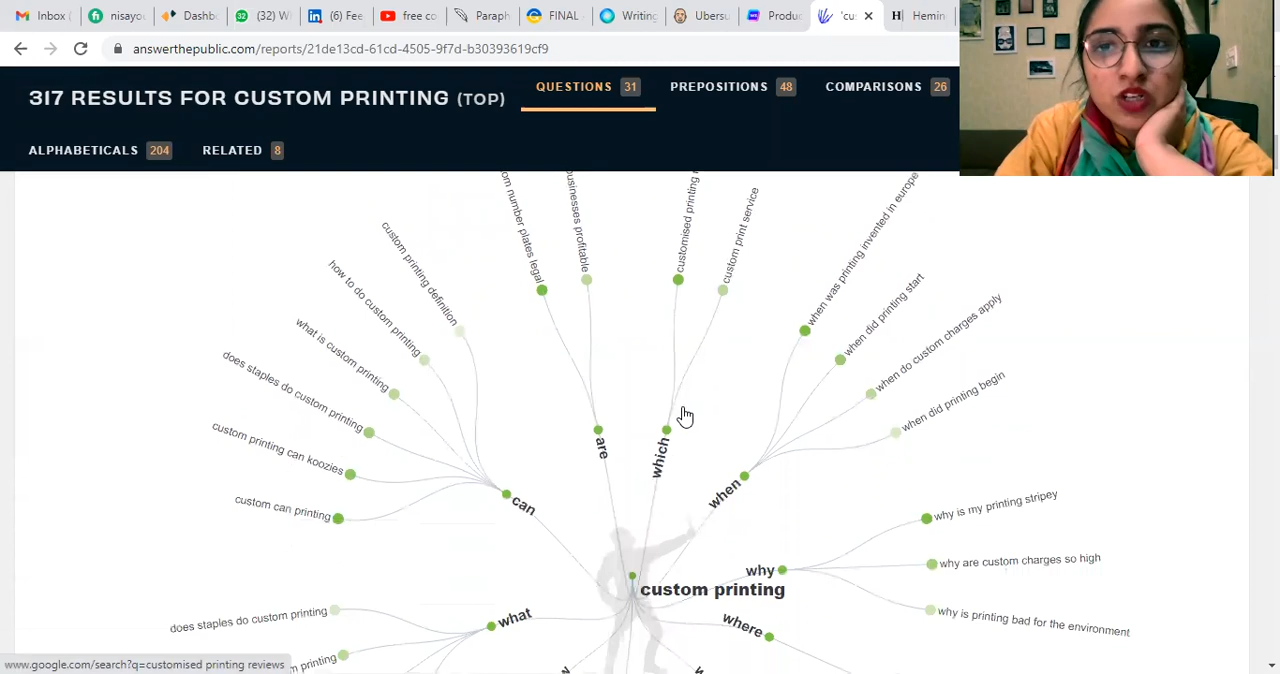 Inbox (
nisayo
Dashb
(32) W
(6) Fee
free co
Paraph
FINAL
Writing
Ubersu
Produc
'cus
Hemin
answerthepublic.com/reports/21de13cd-61cd-4505-9f7d-b30393619cf9
317 RESULTS FOR CUSTOM PRINTING (TOP)
QUESTIONS 31
PREPOSITIONS 48
COMPARISONS 26
ALPHABETICALS 204
RELATED 8
number plates legal
businesses profitable
customised printing
custom print service
when was printing invented in europe
when did printing start
when do custom charges apply
when did printing begin
custom printing definition
how to do custom printing
what is custom printing
does staples do custom printing
custom printing can koozies
custom can printing
are
which
when
can
why is my printing stripey
why are custom charges so high
why is printing bad for the environment
why
custom printing
where
what
does staples do custom printing
printing
www.google.com/search?q=customised printing reviews